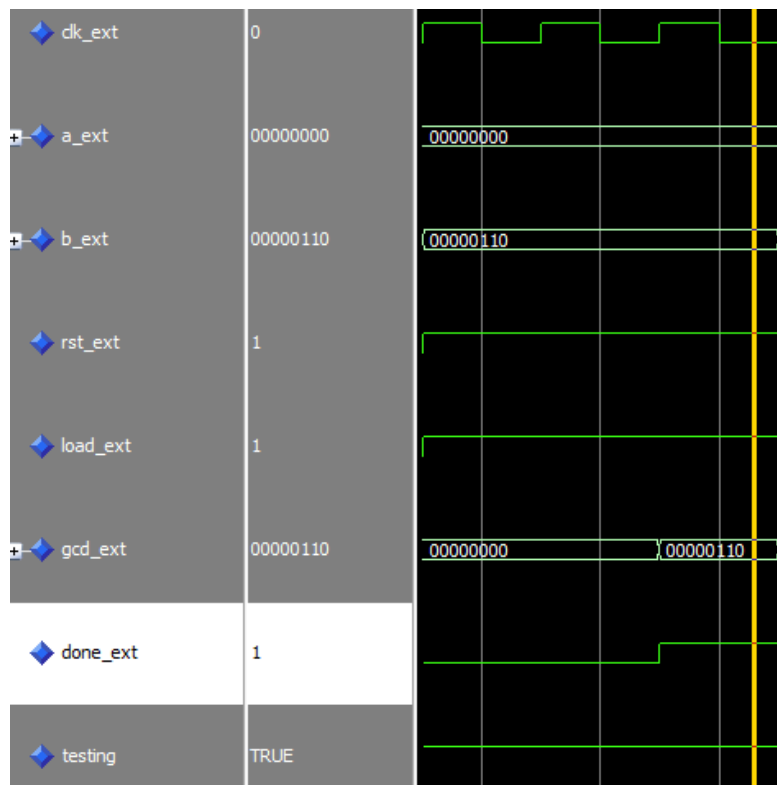 clk_ext 0
a_ext 00000000 00000000
b_ext 00000110 00000110
rst_ext 1
load_ext 1
gcd_ext 00000110 00000000 00000110
done_ext 1
testing TRUE